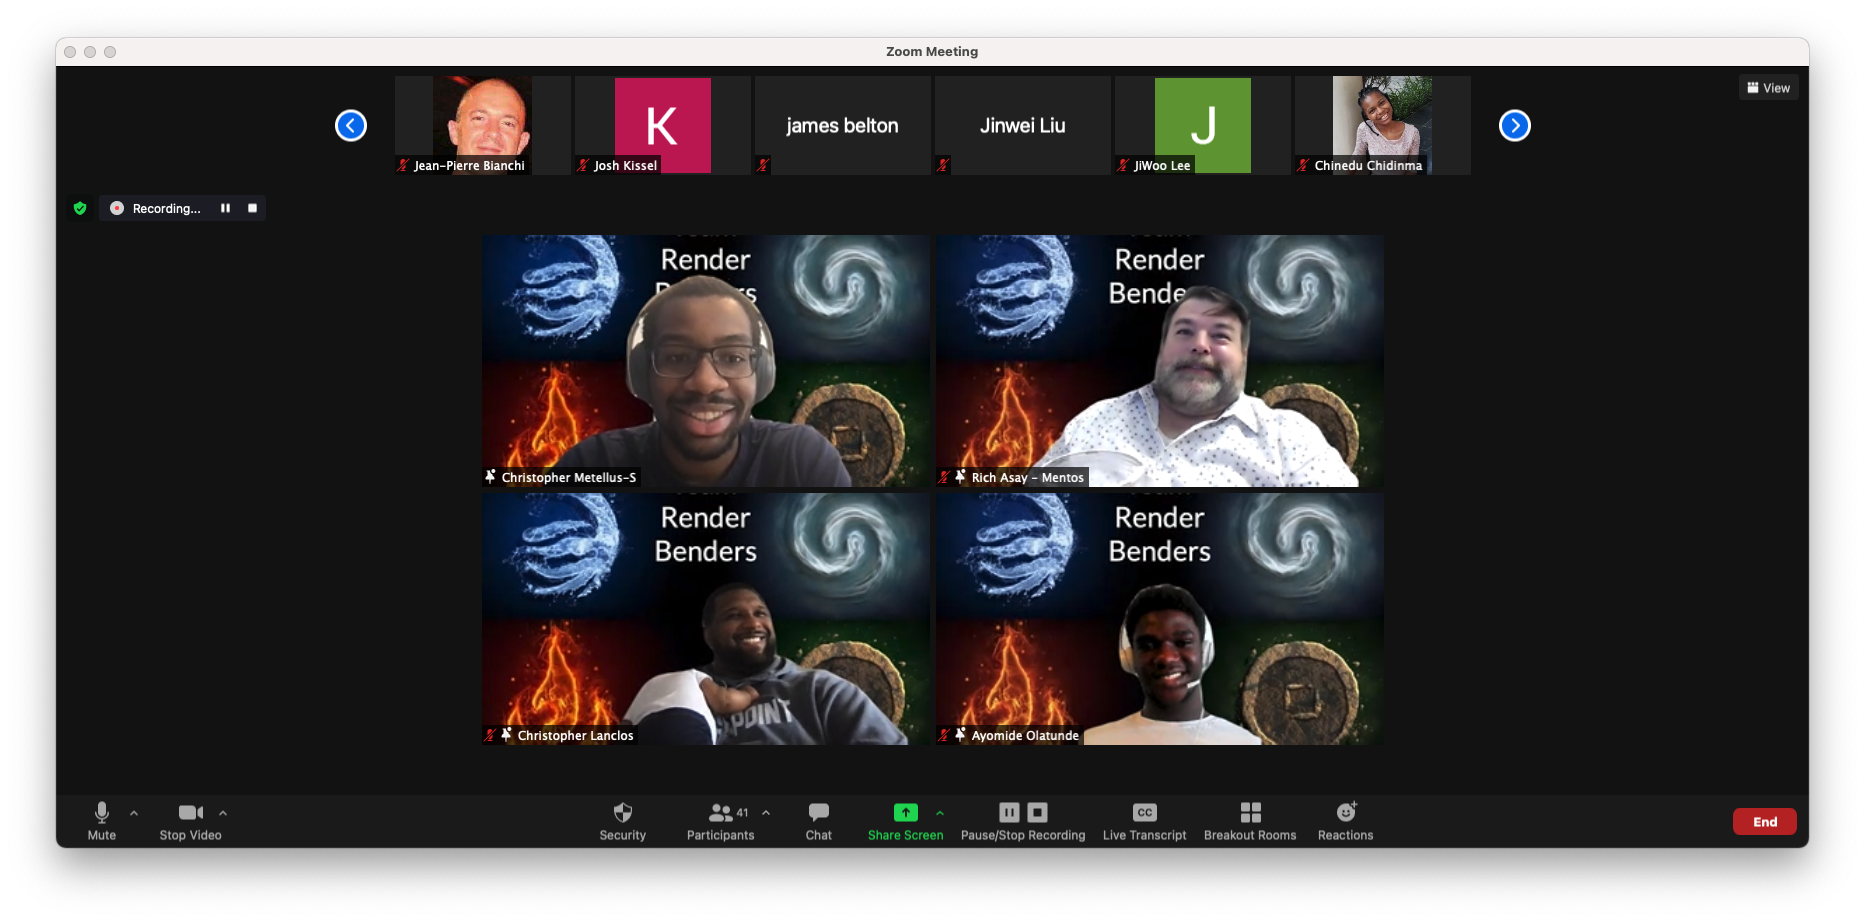 Zoom Meeting
View
K
james belton
Jinwei Liu
J
Jean-Pierre Bianchi
Josh Kissel
JiWoo Lee
Chinedu Chidinma
Recording...
Render
Render
Bende
Christopher Metellus-S
Rich Asay - Mentos
Render
Benders
Render
Benders
POINT
Christopher Lanclos
Ayomide Olatunde
41
CC
Mute
Stop Video
Security
Participants
Chat
Share Screen
Pause/Stop Recording
Live Transcript
Breakout Rooms
Reactions
End